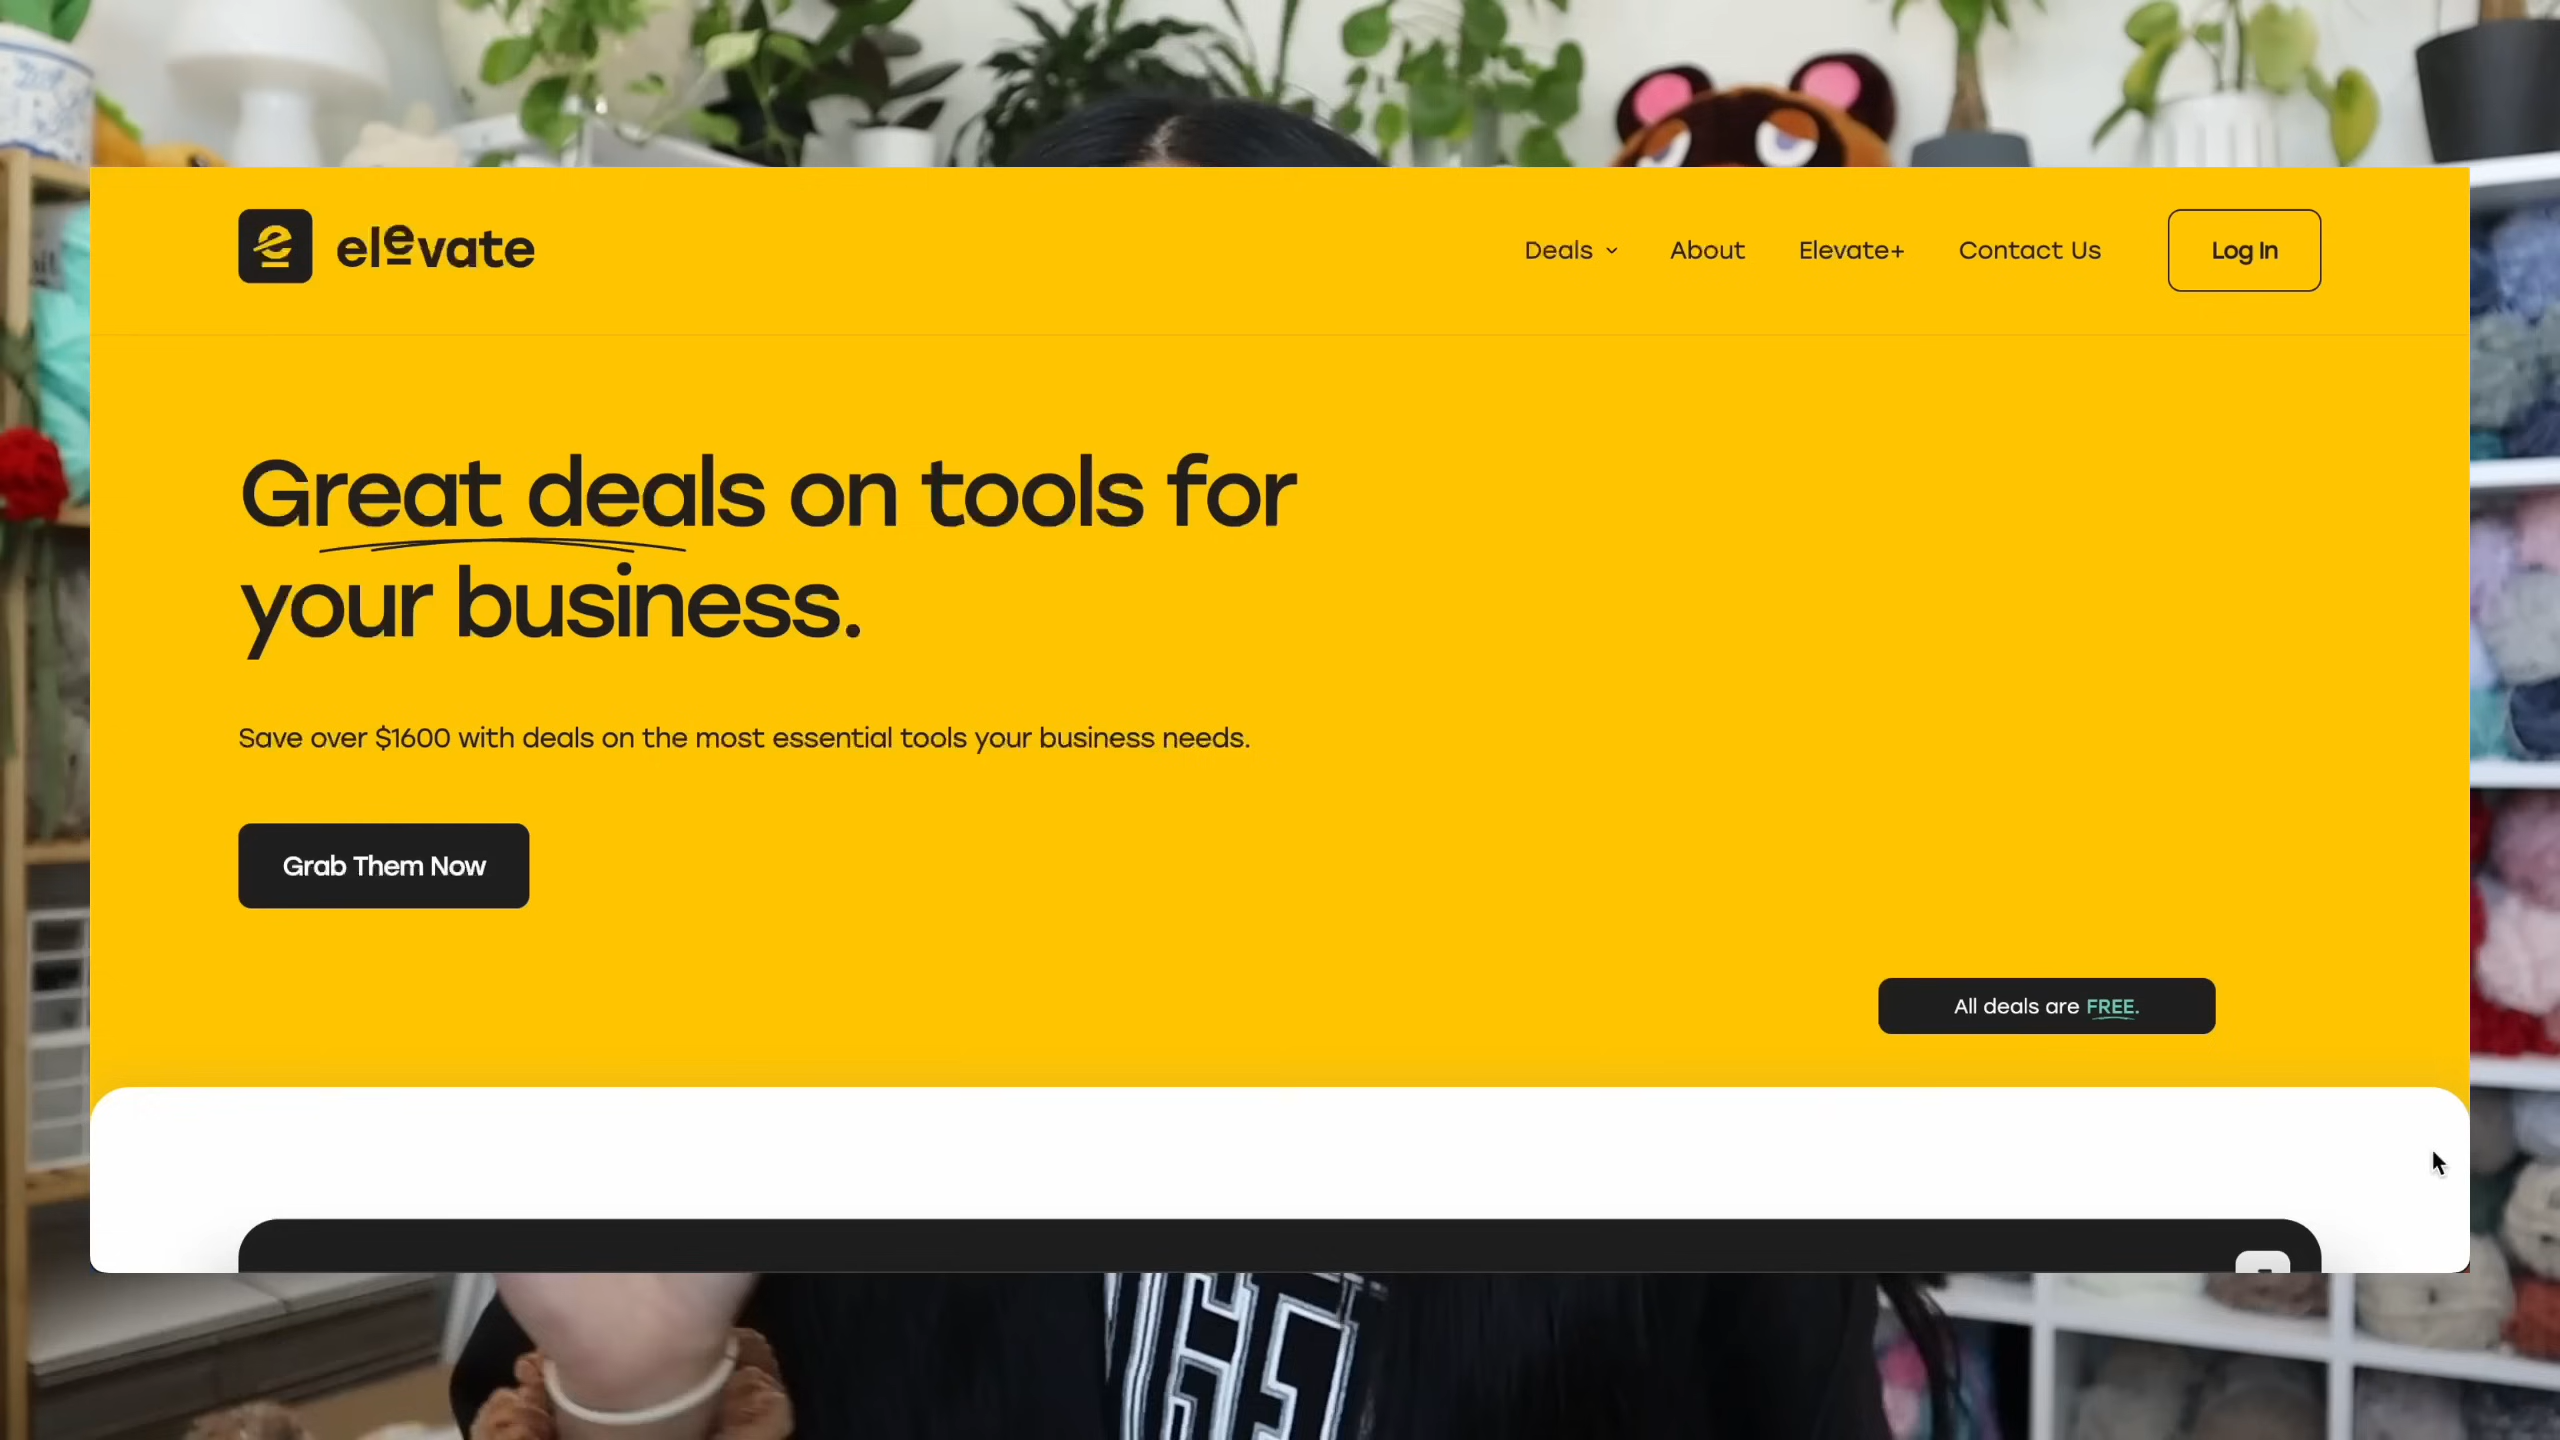 elevate
Deals
About
Elevate+
Contact Us
Log In
Great deals on tools for
your business.
Save over $1600 with deals on the most essential tools your business needs.
Grab Them Now
All deals are FREE.